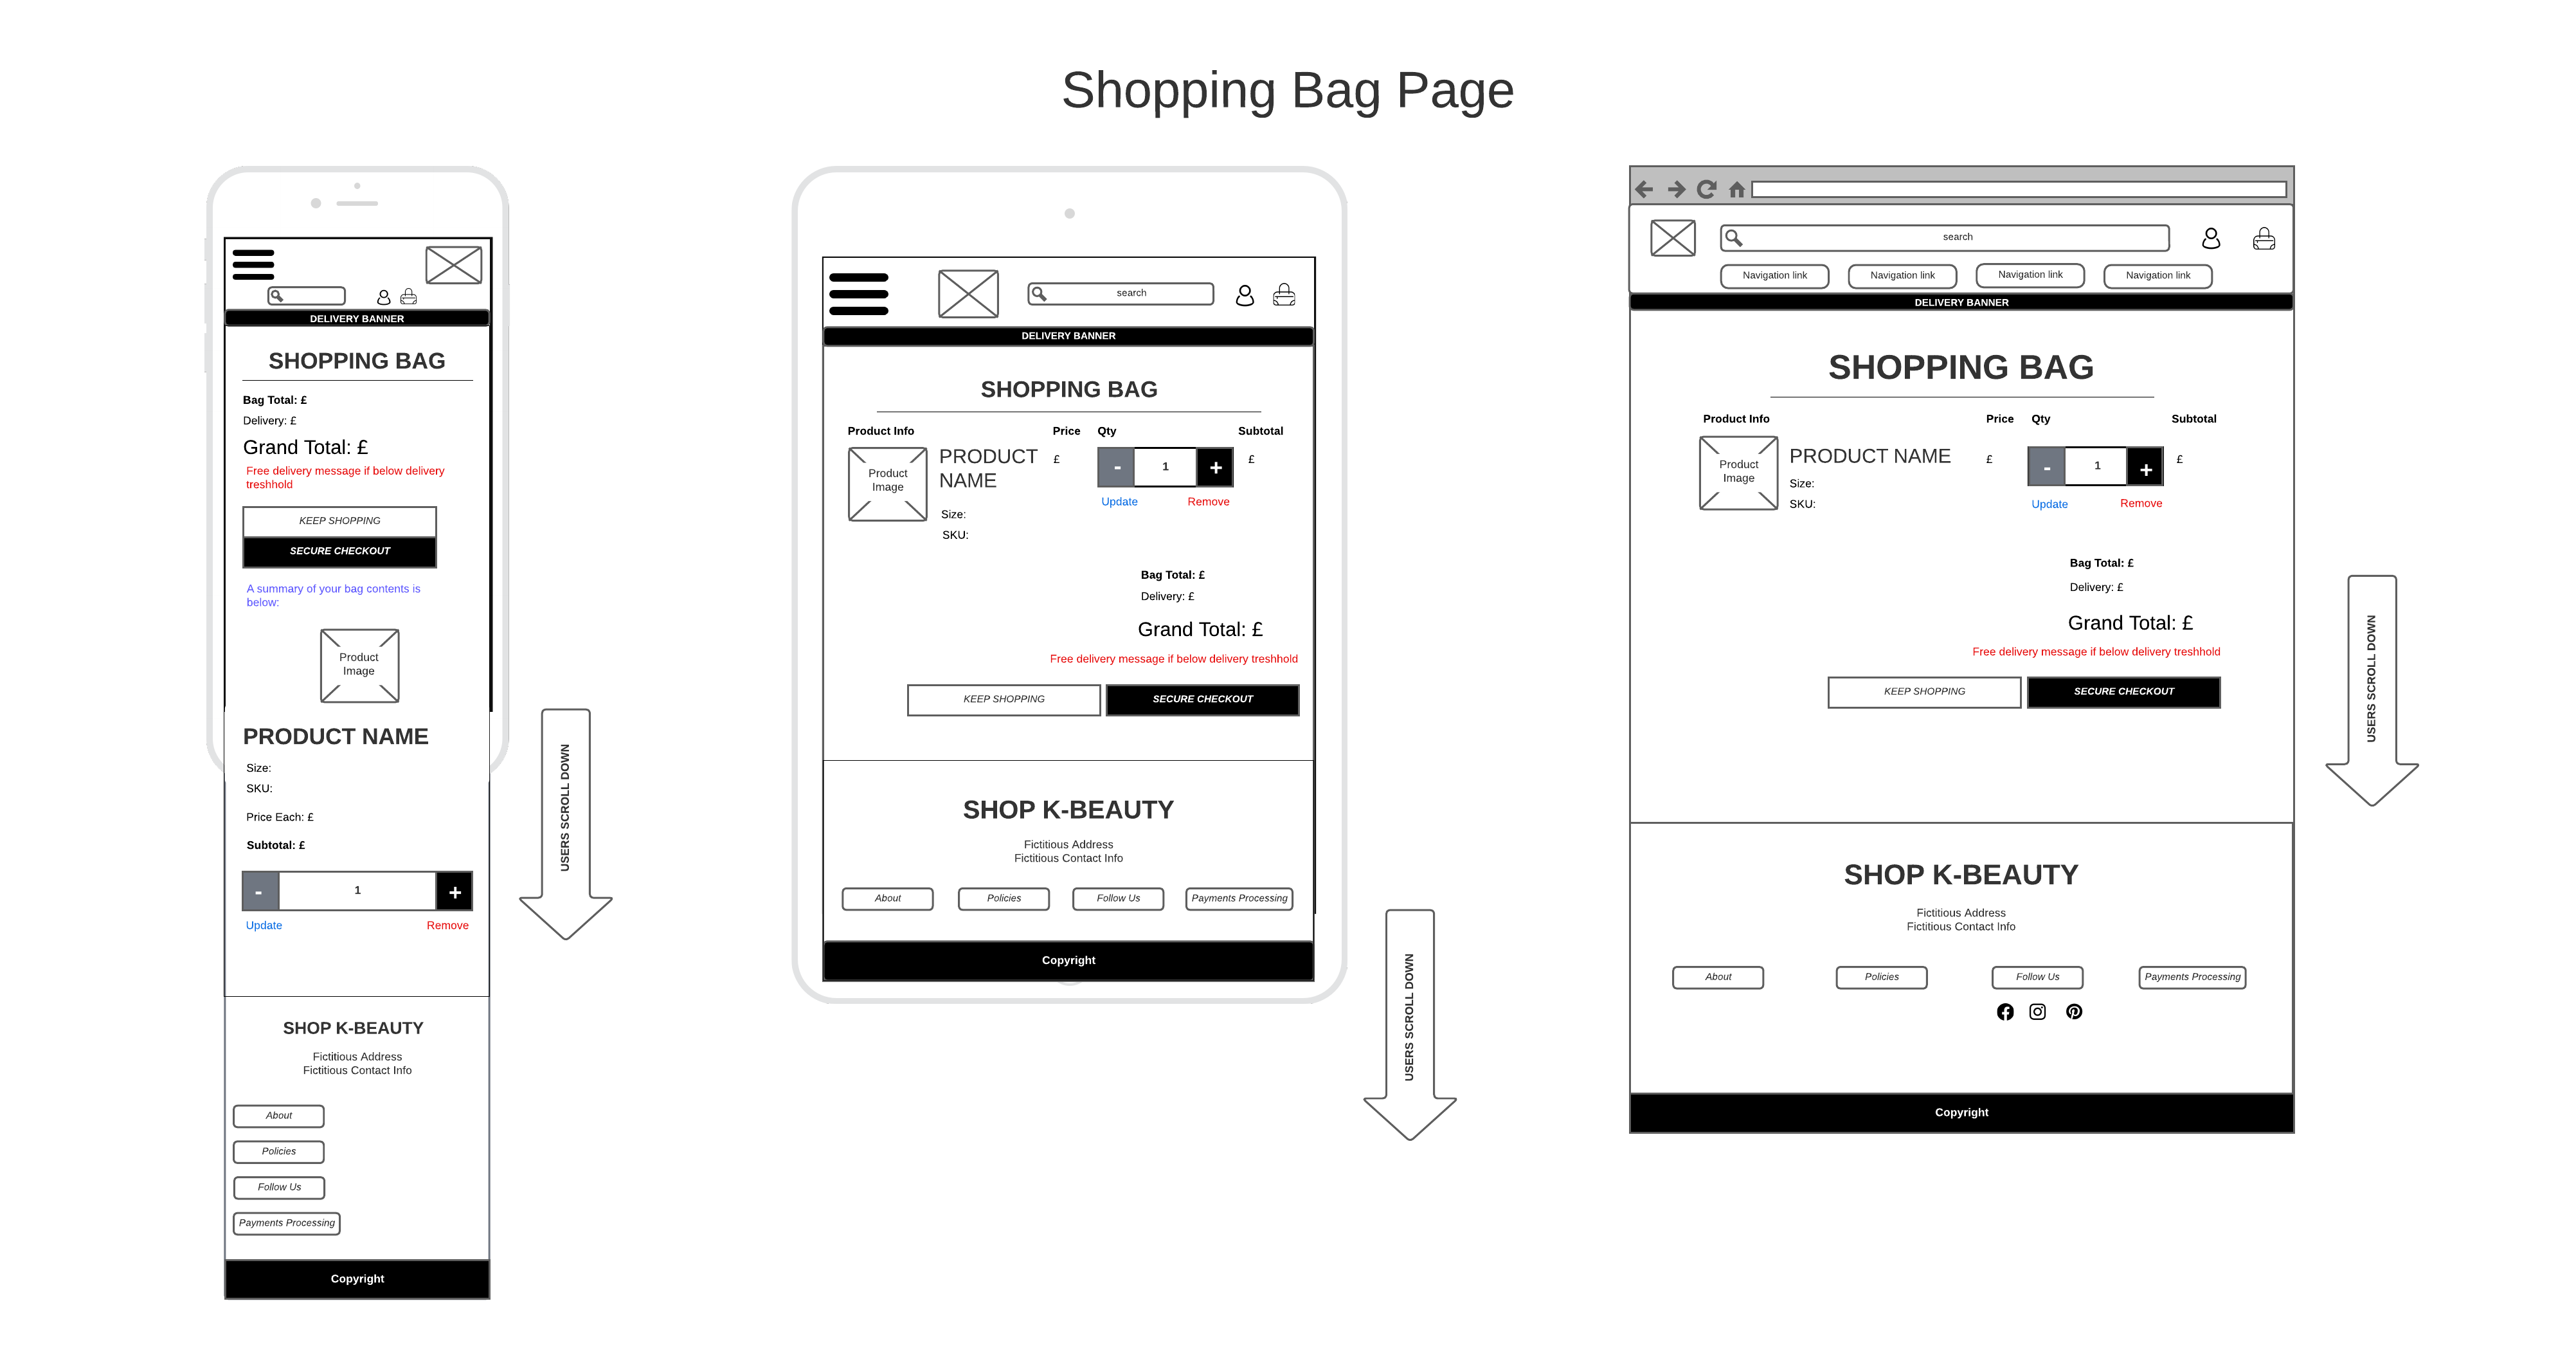 Shopping Bag Page
DELIVERY BANNER
SHOPPING BAG
Bag Total: £
Delivery: £
Grand Total: £
Free delivery message if below delivery
treshhold
KEEP SHOPPING
SECURE CHECKOUT
A summary of your bag contents is
below:
Product
Image
PRODUCT NAME
Size:
SKU:
Price Each: £
Subtotal: £
- 1 +
Update Remove
SHOP K-BEAUTY
Fictitious Address
Fictitious Contact Info
About
Policies
Follow Us
Payments Processing
Copyright
USERS SCROLL DOWN
search
DELIVERY BANNER
SHOPPING BAG
Product Info Price Qty Subtotal
Product
Image
PRODUCT
NAME
Size:
SKU:
£
- 1 +
£
Update Remove
Bag Total: £
Delivery: £
Grand Total: £
Free delivery message if below delivery treshhold
KEEP SHOPPING SECURE CHECKOUT
SHOP K-BEAUTY
Fictitious Address
Fictitious Contact Info
About Policies Follow Us Payments Processing
Copyright
USERS SCROLL DOWN
search
Navigation link Navigation link Navigation link Navigation link
DELIVERY BANNER
SHOPPING BAG
Product Info Price Qty Subtotal
Product
Image
PRODUCT NAME
Size:
SKU:
£
- 1 +
£
Update Remove
Bag Total: £
Delivery: £
Grand Total: £
Free delivery message if below delivery treshhold
KEEP SHOPPING SECURE CHECKOUT
SHOP K-BEAUTY
Fictitious Address
Fictitious Contact Info
About Policies Follow Us Payments Processing
Copyright
USERS SCROLL DOWN